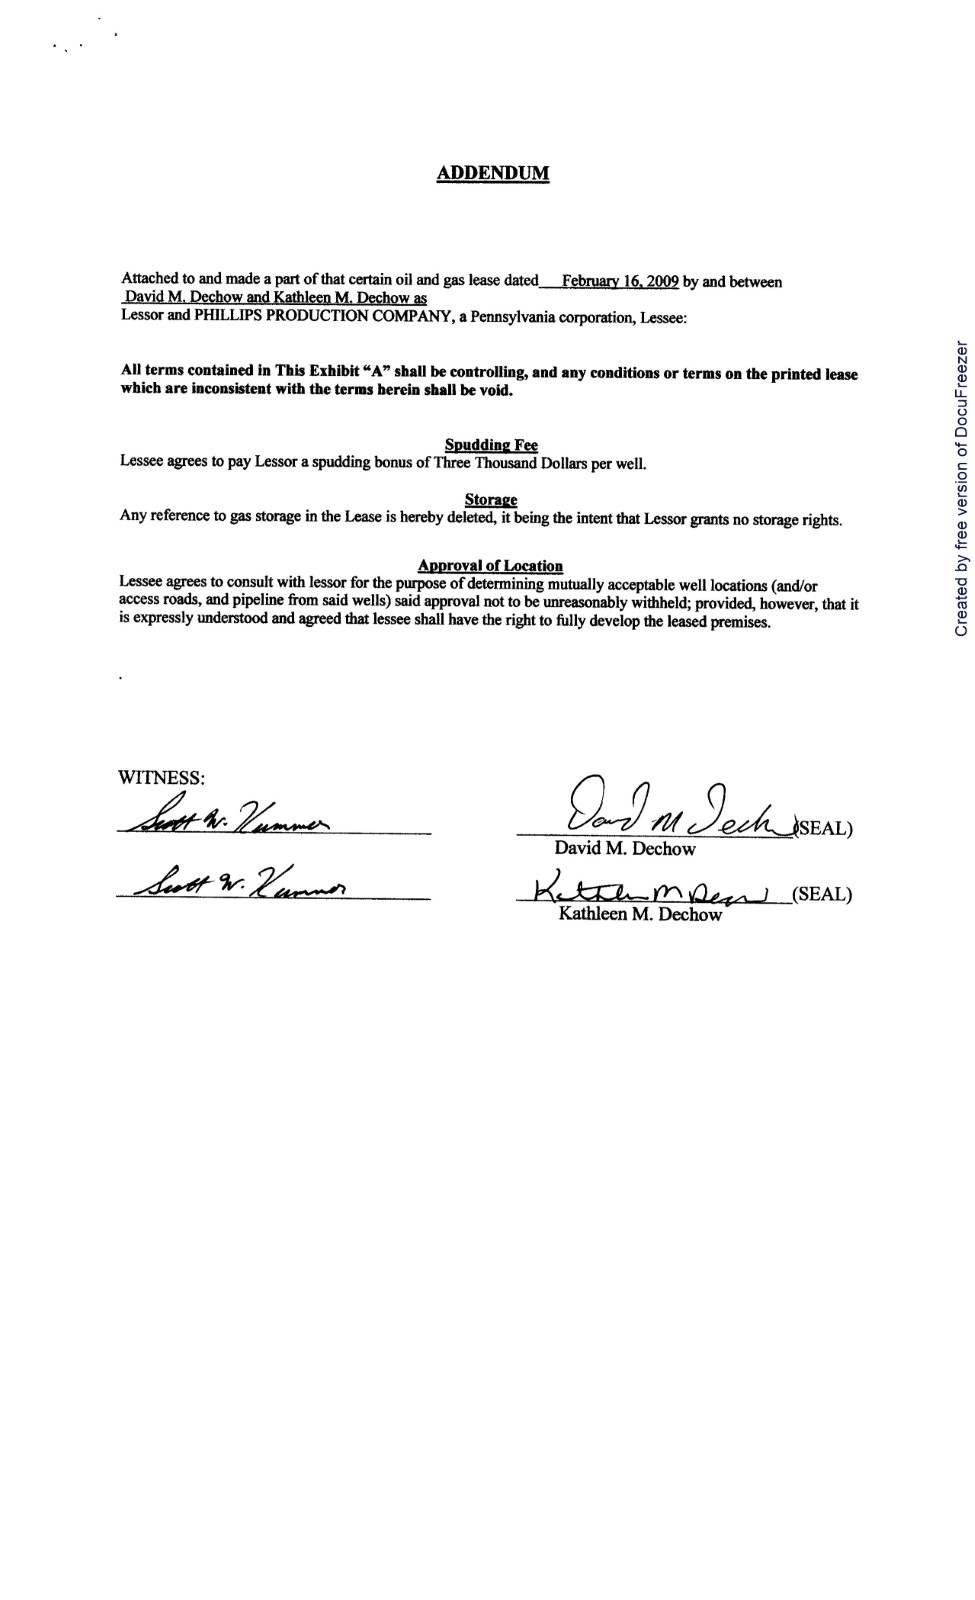 ADDENDUM
Attached to and made a part of that certain oil and gas lease dated__ February 16, 2009 by and between
David M. Dechow and Kathleen M. Dechow as
Lessor and PHILLIPS PRODUCTION COMPANY, a Pennsylvania corporation, Lessee:
All terms contained in This Exhibit “A” shall be controlling, and any conditions or terms on the printed lease
which are inconsistent with the terms herein shall be void.
Spudding Fee
Lessee agrees to pay Lessor a spudding bonus of Three Thousand Dollars per well.
Storage
Any reference to gas storage in the Lease is hereby deleted, it being the intent that Lessor grants no storage rights.
Approval of Location
Lessee agrees to consult with lessor for the purpose of determining mutually acceptable well locations (and/or
access roads, and pipeline from said wells) said approval not to be unreasonably withheld; provided, however, that it
is expressly understood and agreed that lessee shall have the right to fully develop the leased premises.
WITNESS:
Scott W. (SEAL)
David M. Dechow
Scott W. (SEAL)
Kathleen M. Dechow
Created by free version of DocuFreezer